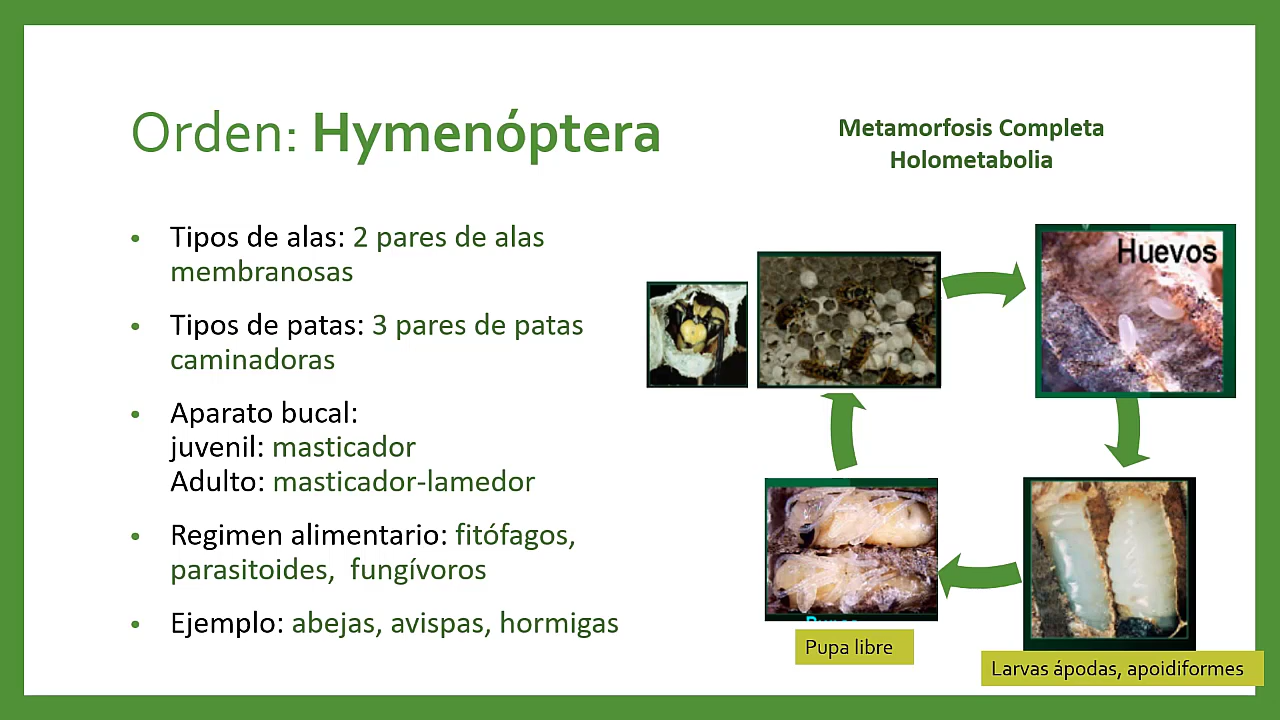 Orden: Hymenóptera
Metamorfosis Completa
Holometabolia
• Tipos de alas: 2 pares de alas
membranosas
• Tipos de patas: 3 pares de patas
caminadoras
• Aparato bucal:
juvenil: masticador
Adulto: masticador-lamedor
• Regimen alimentario: fitófagos,
parasitoides, fungívoros
• Ejemplo: abejas, avispas, hormigas
Huevos
Pupa libre
Larvas ápodas, apoidiformes